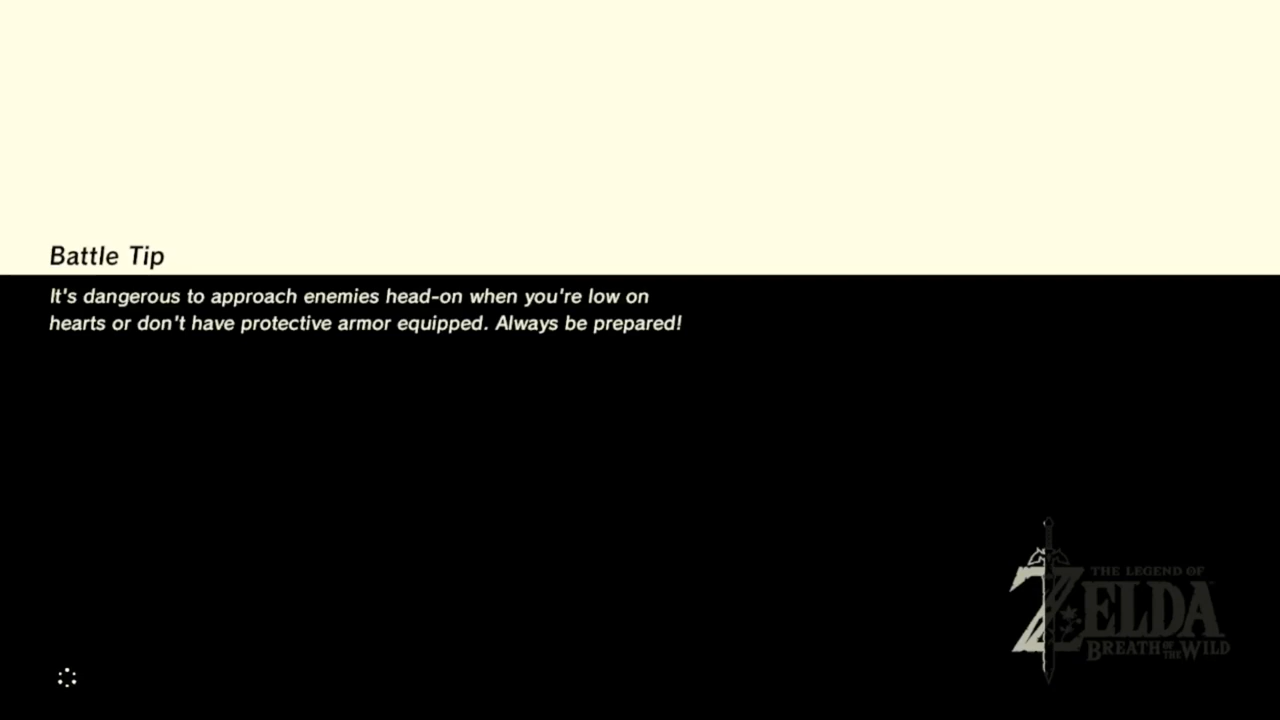 Battle Tip
It's dangerous to approach enemies head-on when you're low on
hearts or don't have protective armor equipped. Always be prepared!
THE LEGEND OF
ZELDA
BREATH OF THE WILD